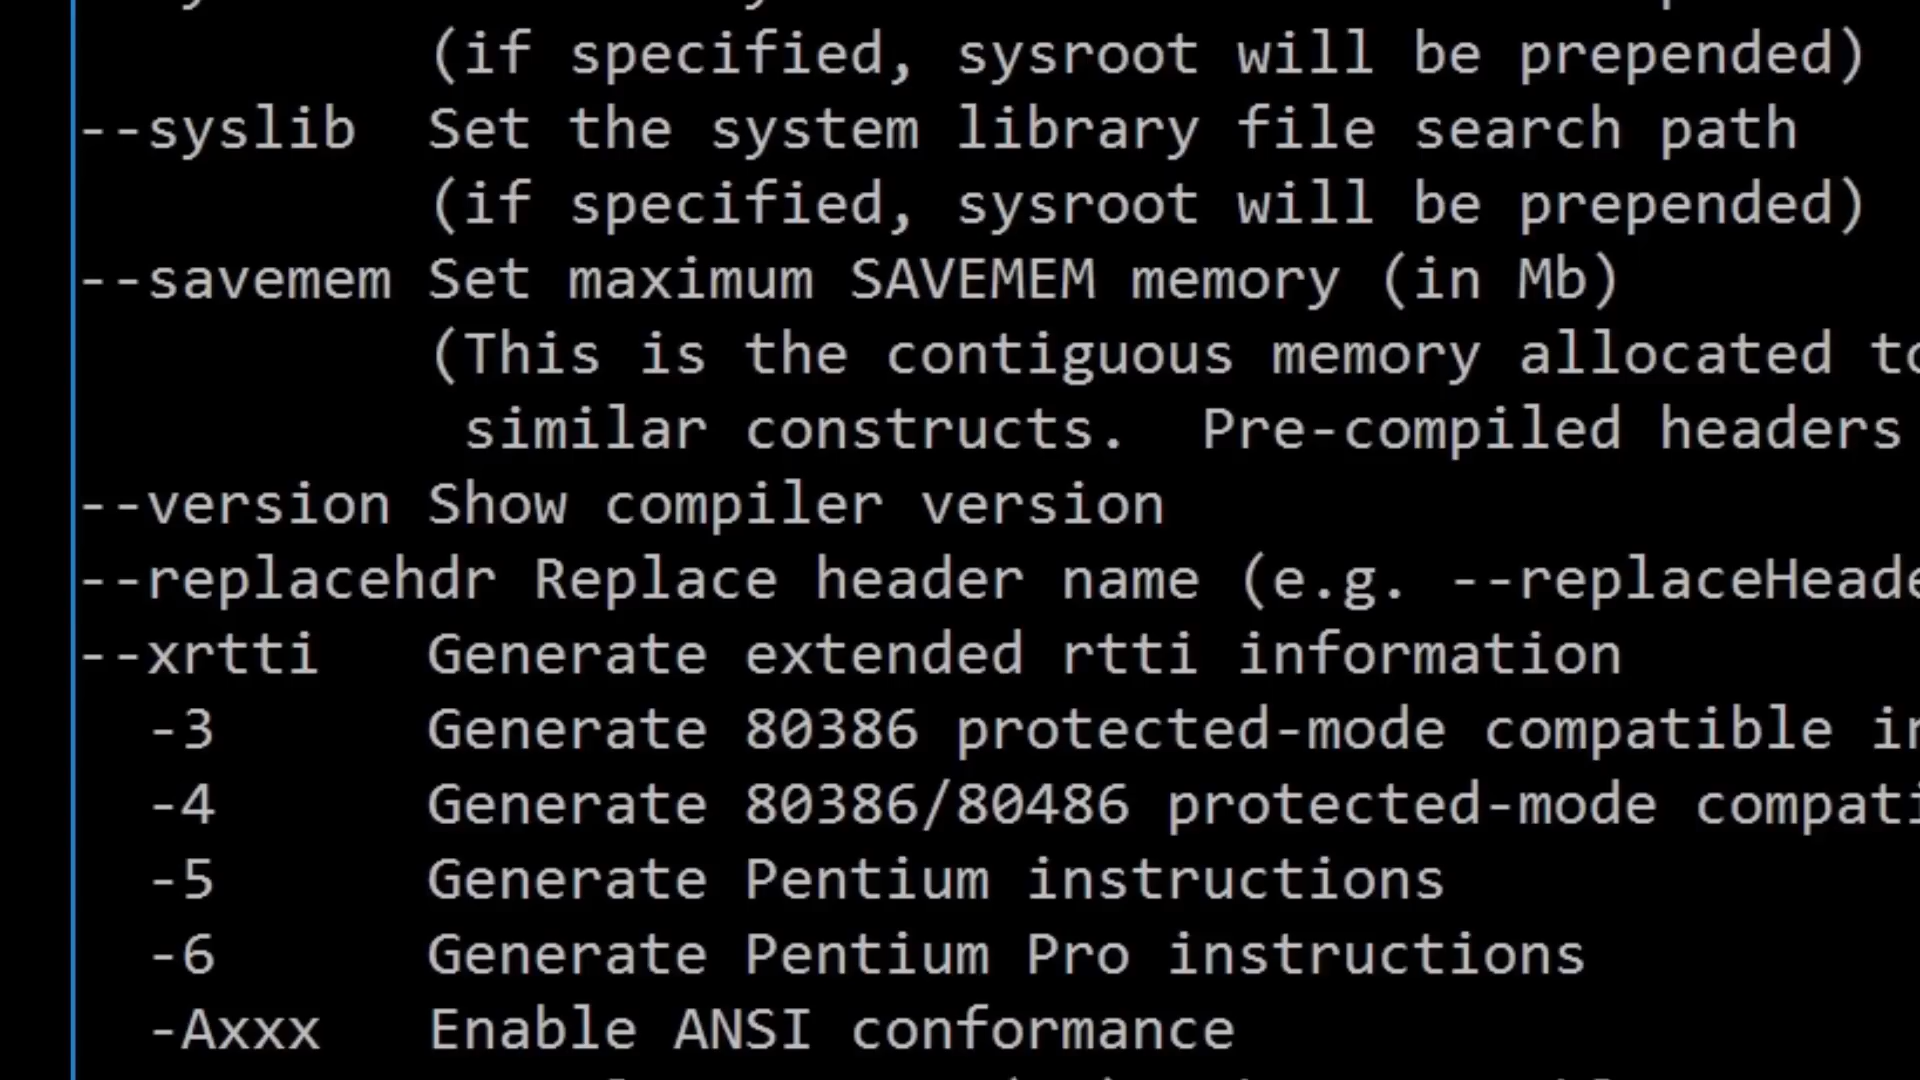 (if specified, sysroot will be prepended)
--syslib Set the system library file search path
(if specified, sysroot will be prepended)
--savemem Set maximum SAVEMEM memory (in Mb)
(This is the contiguous memory allocated
similar constructs. Pre-compiled headers
--version Show compiler version
--replacehdr Replace header name (e.g.
--xrtti Generate extended rtti information
-3 Generate 80386 protected-mode compatible
-4 Generate 80386/80486 protected-mode
-5 Generate Pentium instructions
-6 Generate Pentium Pro instructions
-Axxx Enable ANSI conformance